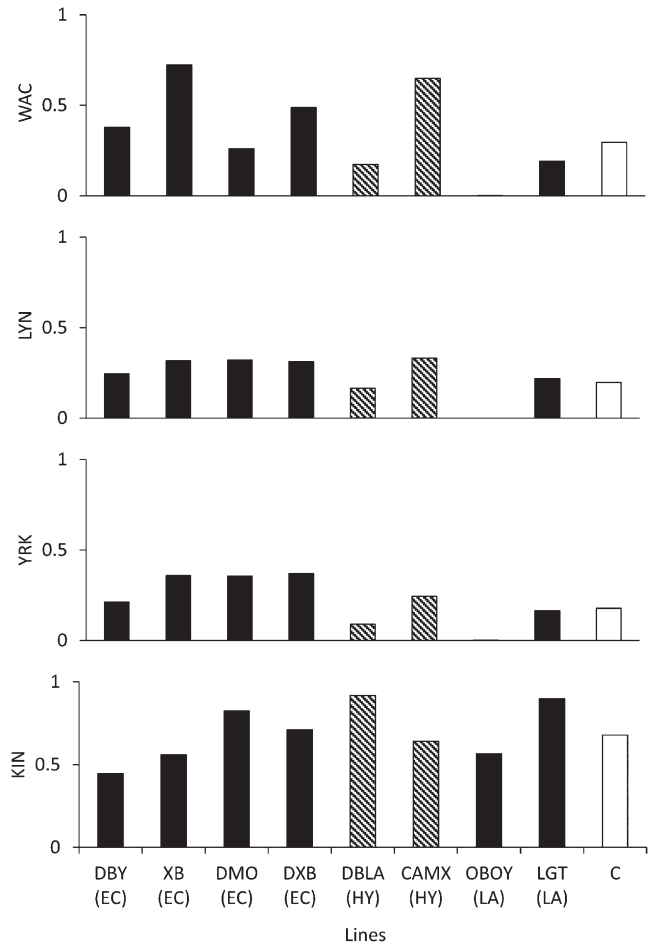 1
0.5
0
WAC
1
0.5
0
LYN
1
0.5
0
YRK
1
0.5
0
KIN
DBY XB DMO DXB DBLA CAMX OBOY LGT C
(EC) (EC) (EC) (EC) (HY) (HY) (LA) (LA)
Lines